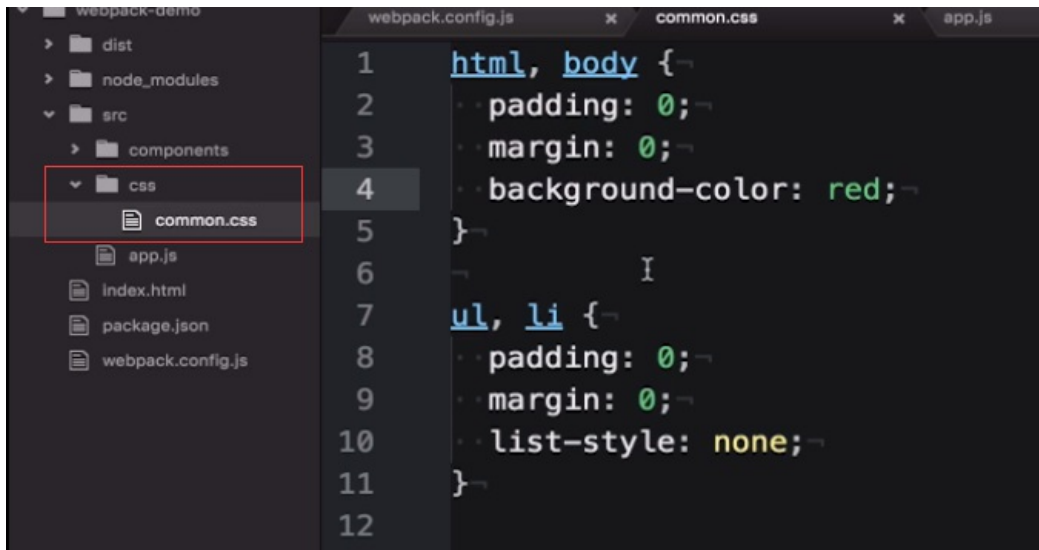 webpack-demo
dist
node_modules
src
components
css
common.css
app.js
index.html
package.json
webpack.config.js
webpack.config.js × common.css × app.js
1 html, body {¬
2 ··padding: 0;¬
3 ··margin: 0;¬
4 ··background-color: red;¬
5 }¬
6 ¬
7 ul, li {¬
8 ··padding: 0;¬
9 ··margin: 0;¬
10 ··list-style: none;¬
11 }¬
12